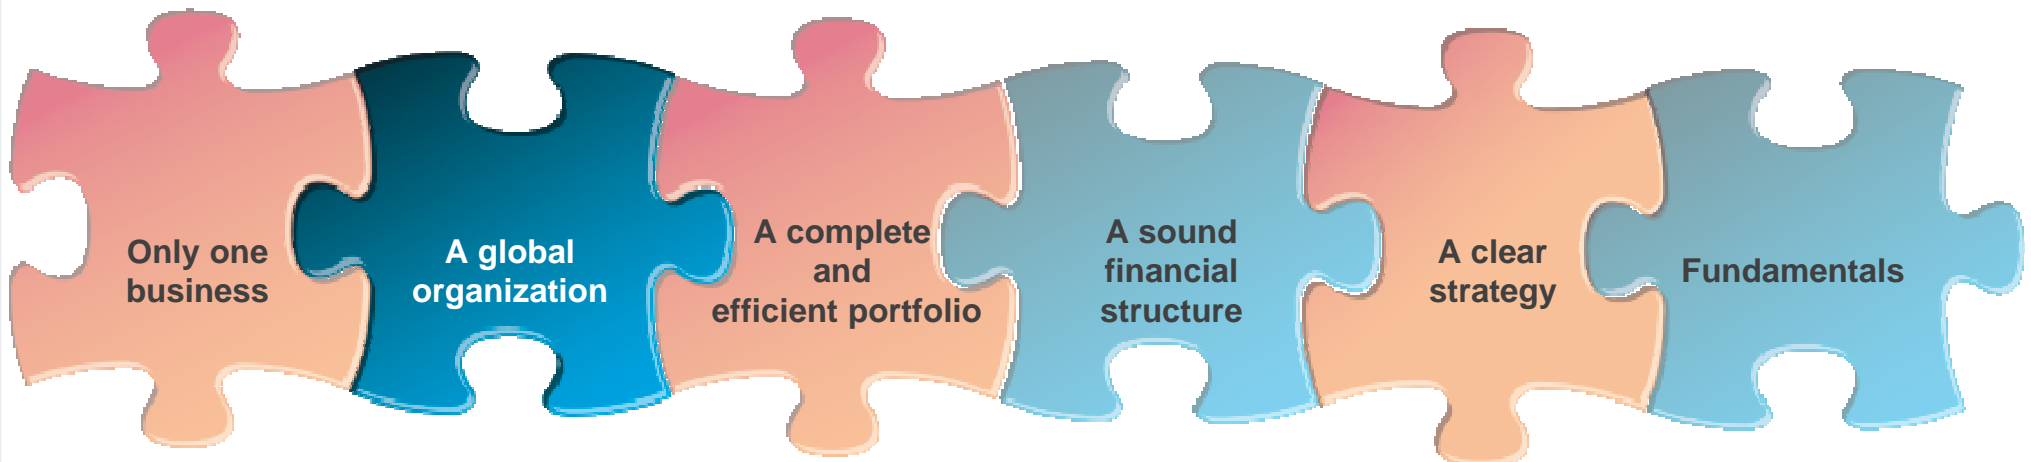 Only one
business
A global
organization
A complete
and
efficient portfolio
A sound
financial
structure
A clear
strategy
Fundamentals